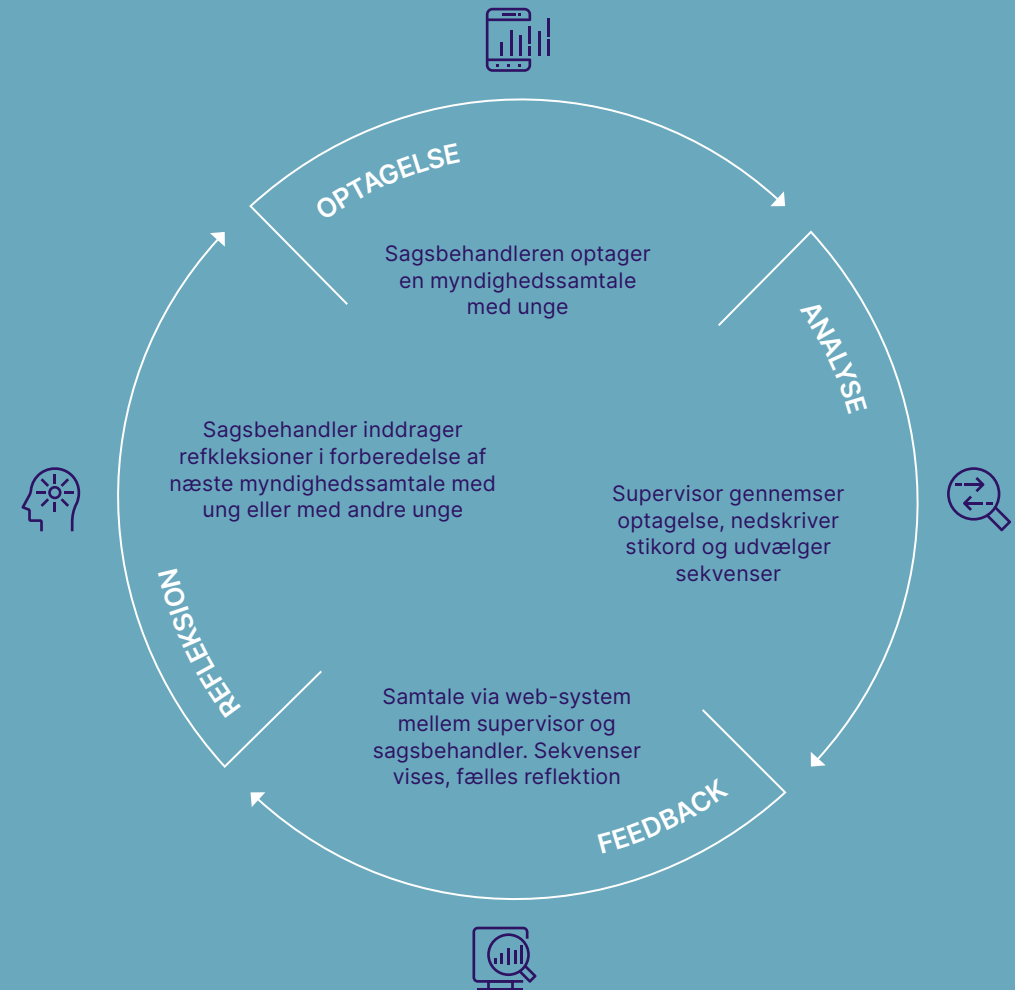 OPTAGELSE
Sagsbehandleren optager
en myndighedssamtale
med unge
ANALYSE
Supervisor gennemser
optagelse, nedskriver
stikord og udvælger
sekvenser
FEEDBACK
Samtale via web-system
mellem supervisor og
sagsbehandler. Sekvenser
vises, fælles reflektion
REFLEKSION
Sagsbehandler inddrager
refkleksioner i forberedelse af
næste myndighedssamtale med
ung eller med andre unge